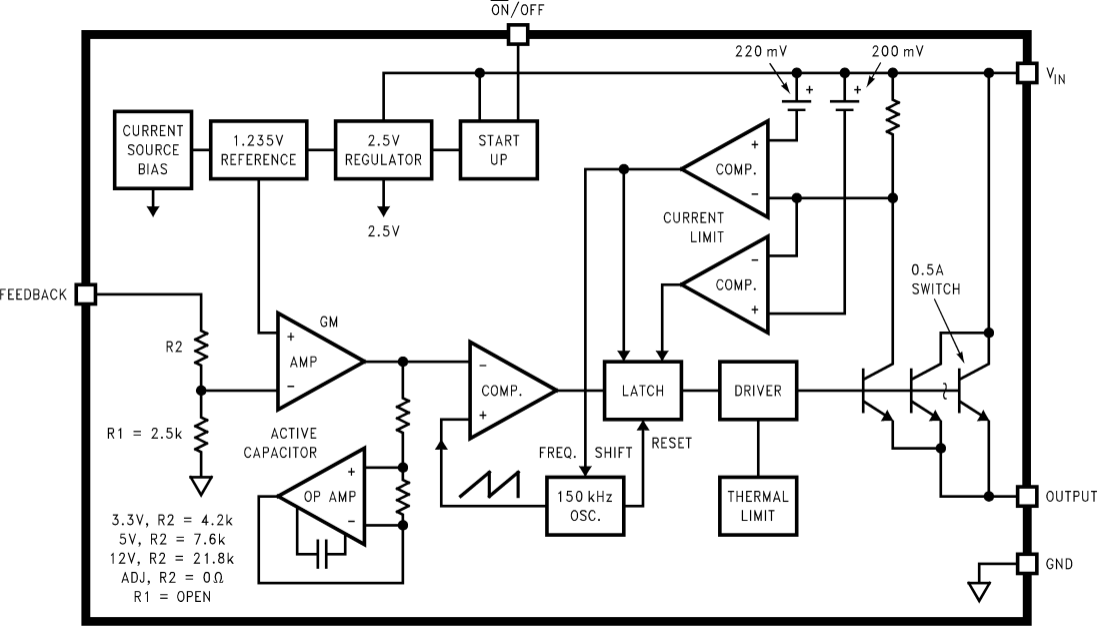 ON/OFF
220 mV
200 mV
+
+
VIN
CURRENT
SOURCE
BIAS
1.235V
REFERENCE
2.5V
REGULATOR
START
UP
2.5V
+
COMP.
-
CURRENT
LIMIT
-
COMP.
+
0.5A
SWITCH
FEEDBACK
R2
GM
+
AMP
-
-
COMP.
+
LATCH
DRIVER
R1 = 2.5k
ACTIVE
CAPACITOR
FREQ. SHIFT
RESET
+
OP AMP
-
150 kHz
OSC.
THERMAL
LIMIT
OUTPUT
3.3V, R2 = 4.2k
5V, R2 = 7.6k
12V, R2 = 21.8k
ADJ, R2 = 0Ω
R1 = OPEN
GND